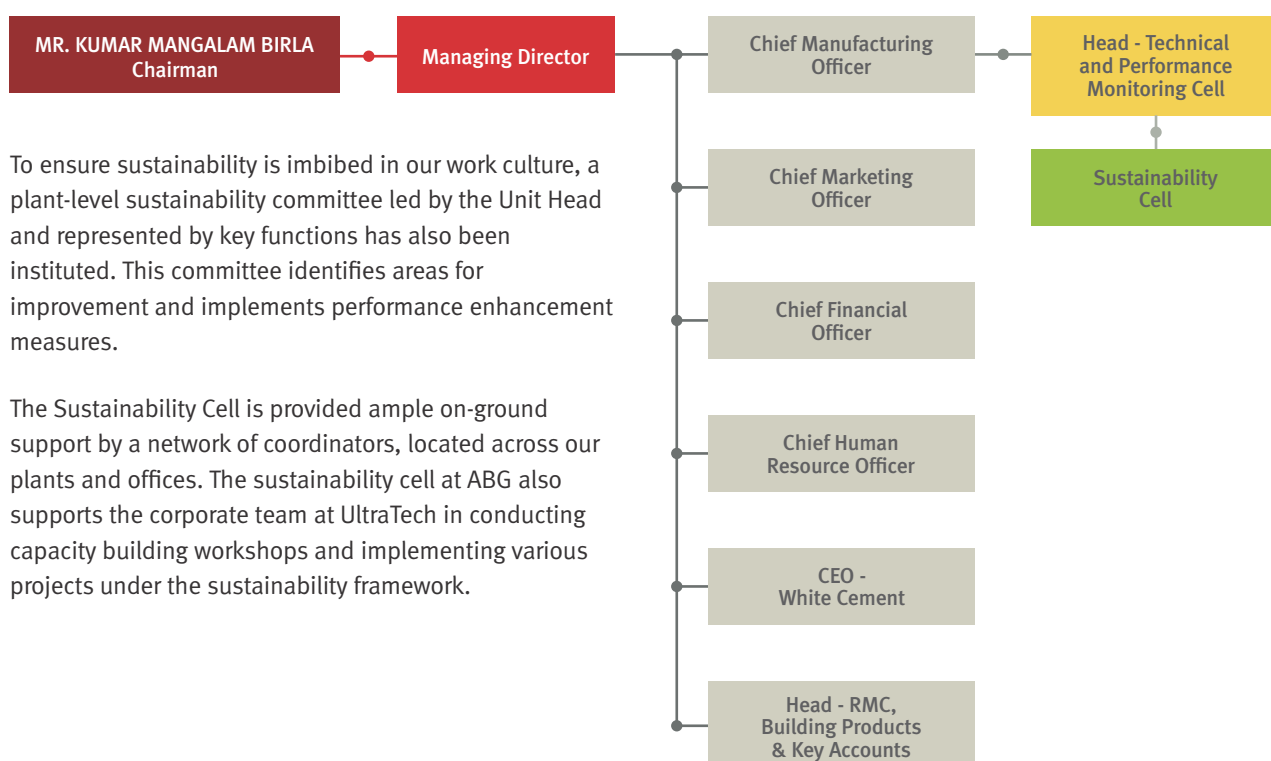 MR. KUMAR MANGALAM BIRLA
Chairman
Managing Director
Chief Manufacturing
Officer
Head - Technical
and Performance
Monitoring Cell
Sustainability
Cell
Chief Marketing
Officer
Chief Financial
Officer
Chief Human
Resource Officer
CEO -
White Cement
Head - RMC,
Building Products
& Key Accounts
To ensure sustainability is imbibed in our work culture, a
plant-level sustainability committee led by the Unit Head
and represented by key functions has also been
instituted. This committee identifies areas for
improvement and implements performance enhancement
measures.
The Sustainability Cell is provided ample on-ground
support by a network of coordinators, located across our
plants and offices. The sustainability cell at ABG also
supports the corporate team at UltraTech in conducting
capacity building workshops and implementing various
projects under the sustainability framework.